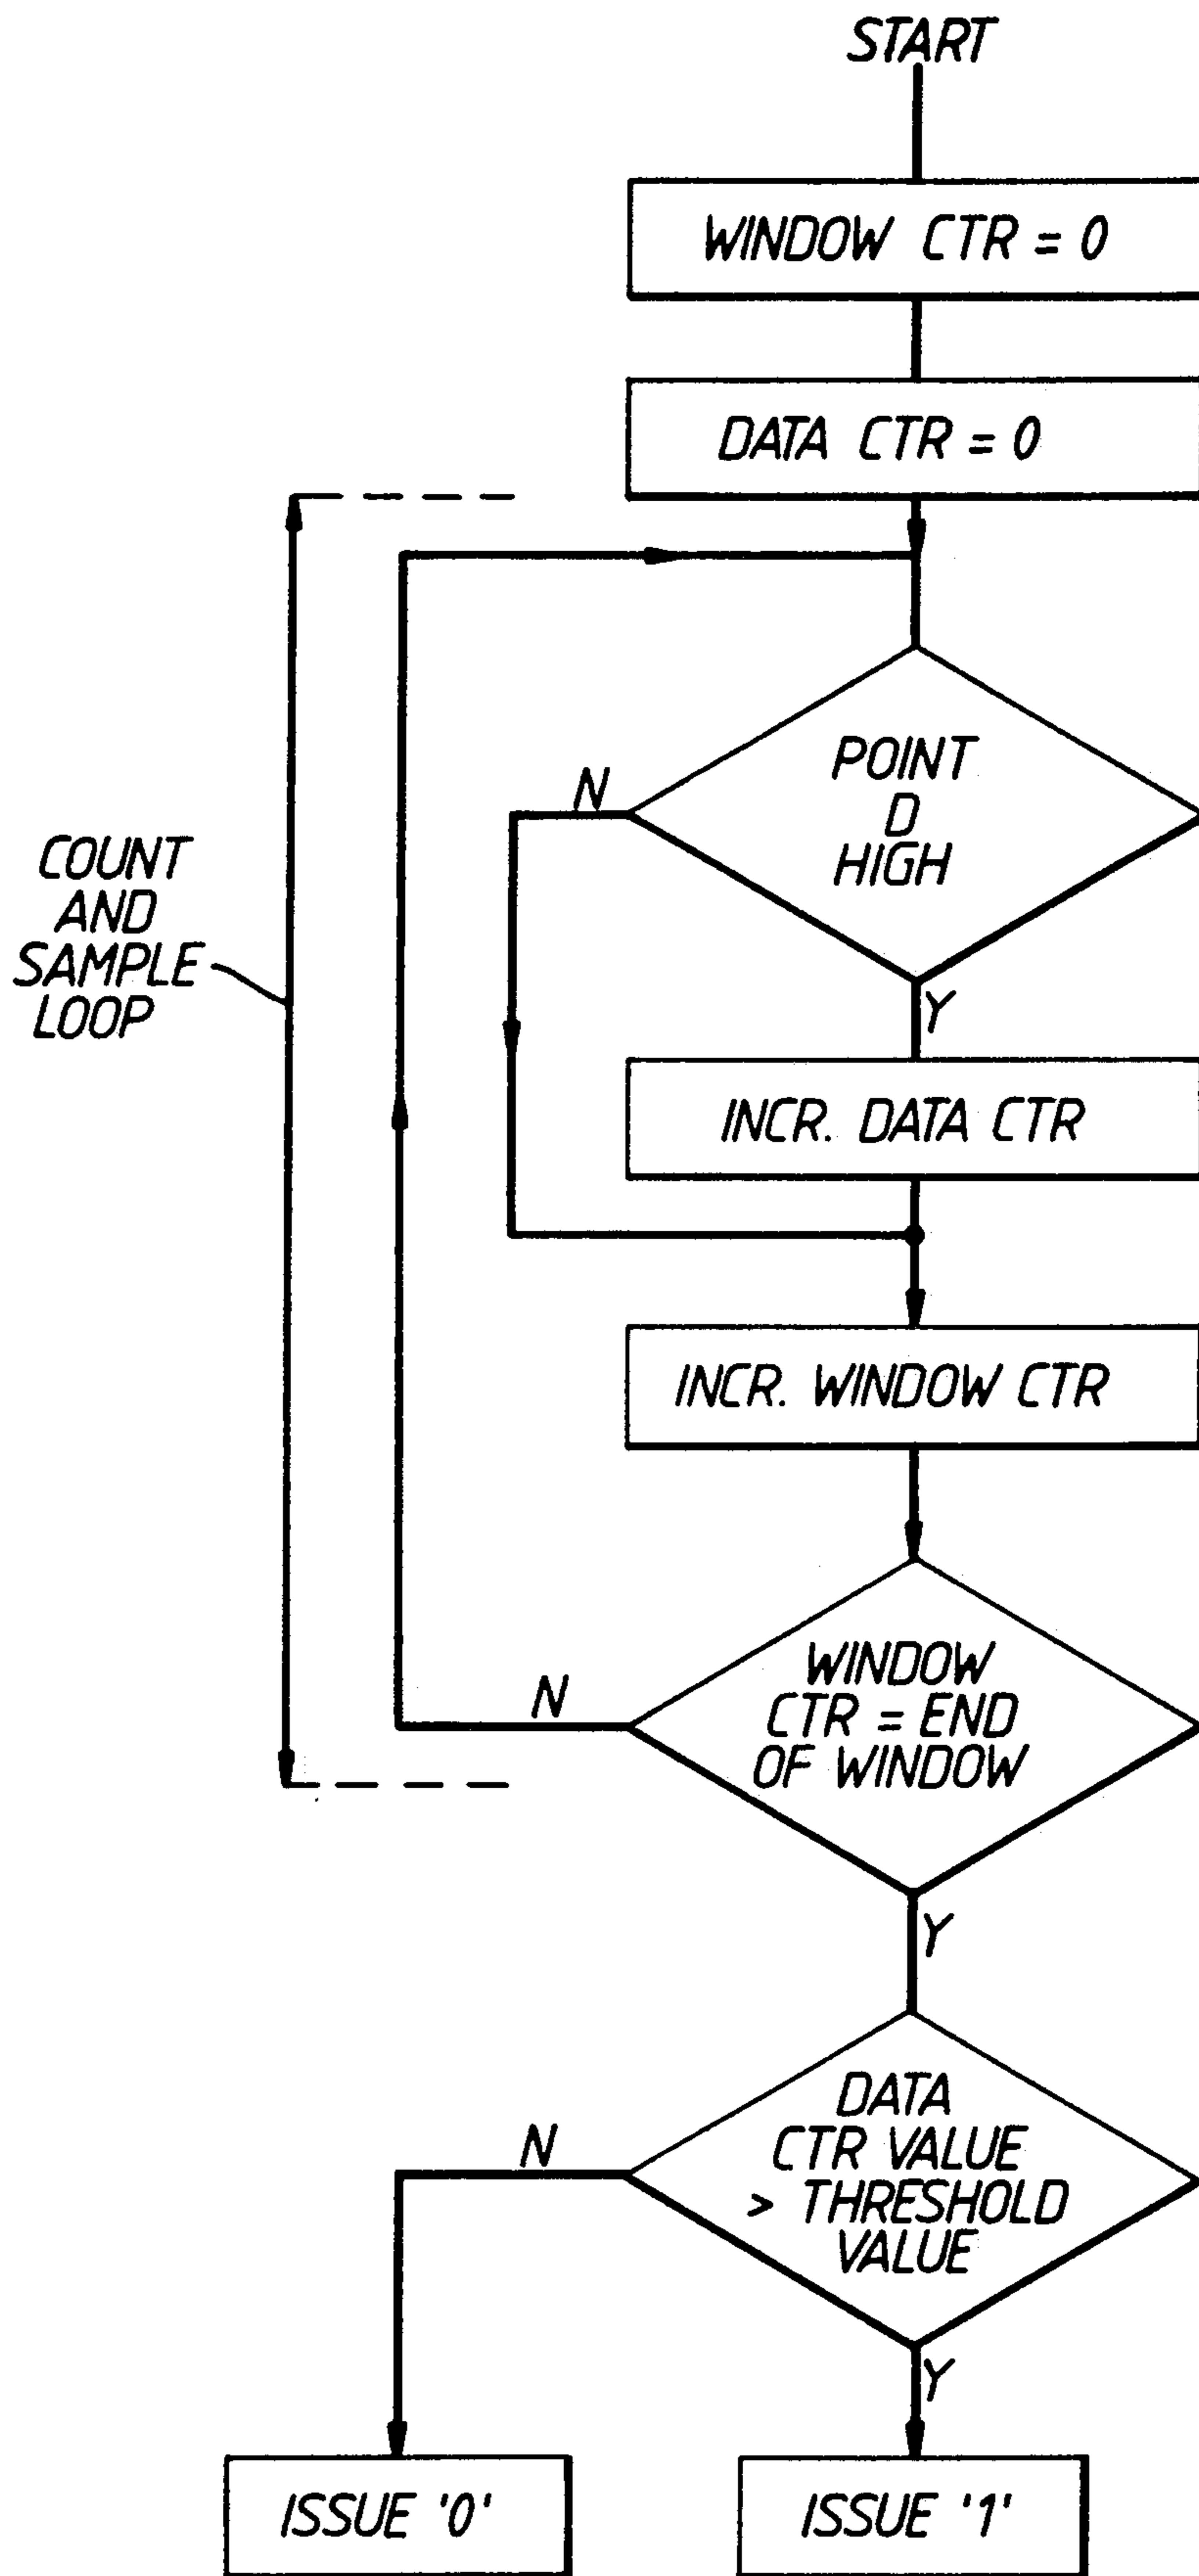 START
WINDOW CTR = 0
DATA CTR = 0
POINT
D
HIGH
N
COUNT
AND
SAMPLE
LOOP
Y
INCR. DATA CTR
INCR. WINDOW CTR
WINDOW
CTR = END
OF WINDOW
N
Y
DATA
CTR VALUE
> THRESHOLD
VALUE
N
Y
ISSUE '0'
ISSUE '1'